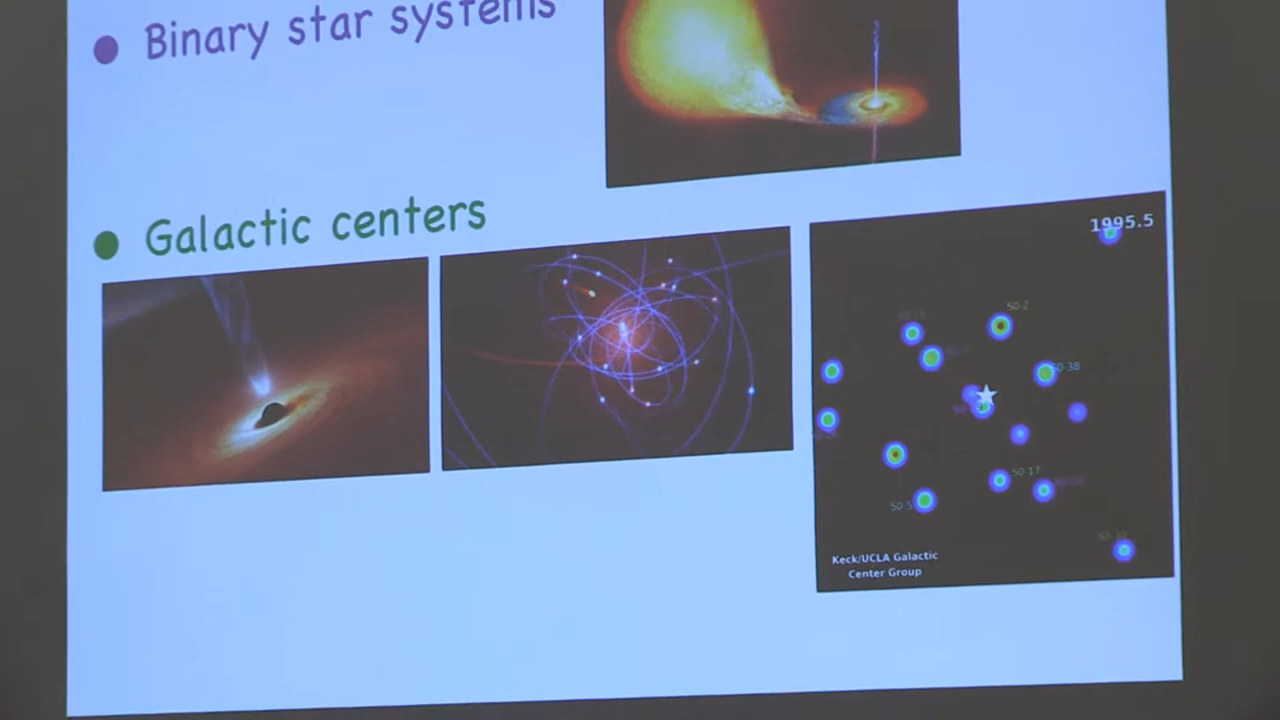 Binary star systems
Galactic centers
1995.5
S0-2
S0-38
S0-17
S0-5
Keck/UCLA Galactic
Center Group